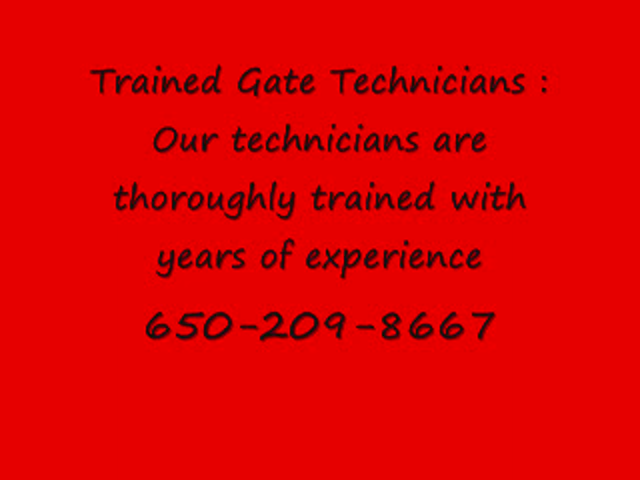 Trained Gate Technicians :
Our technicians are
thoroughly trained with
years of experience
650-209-8667